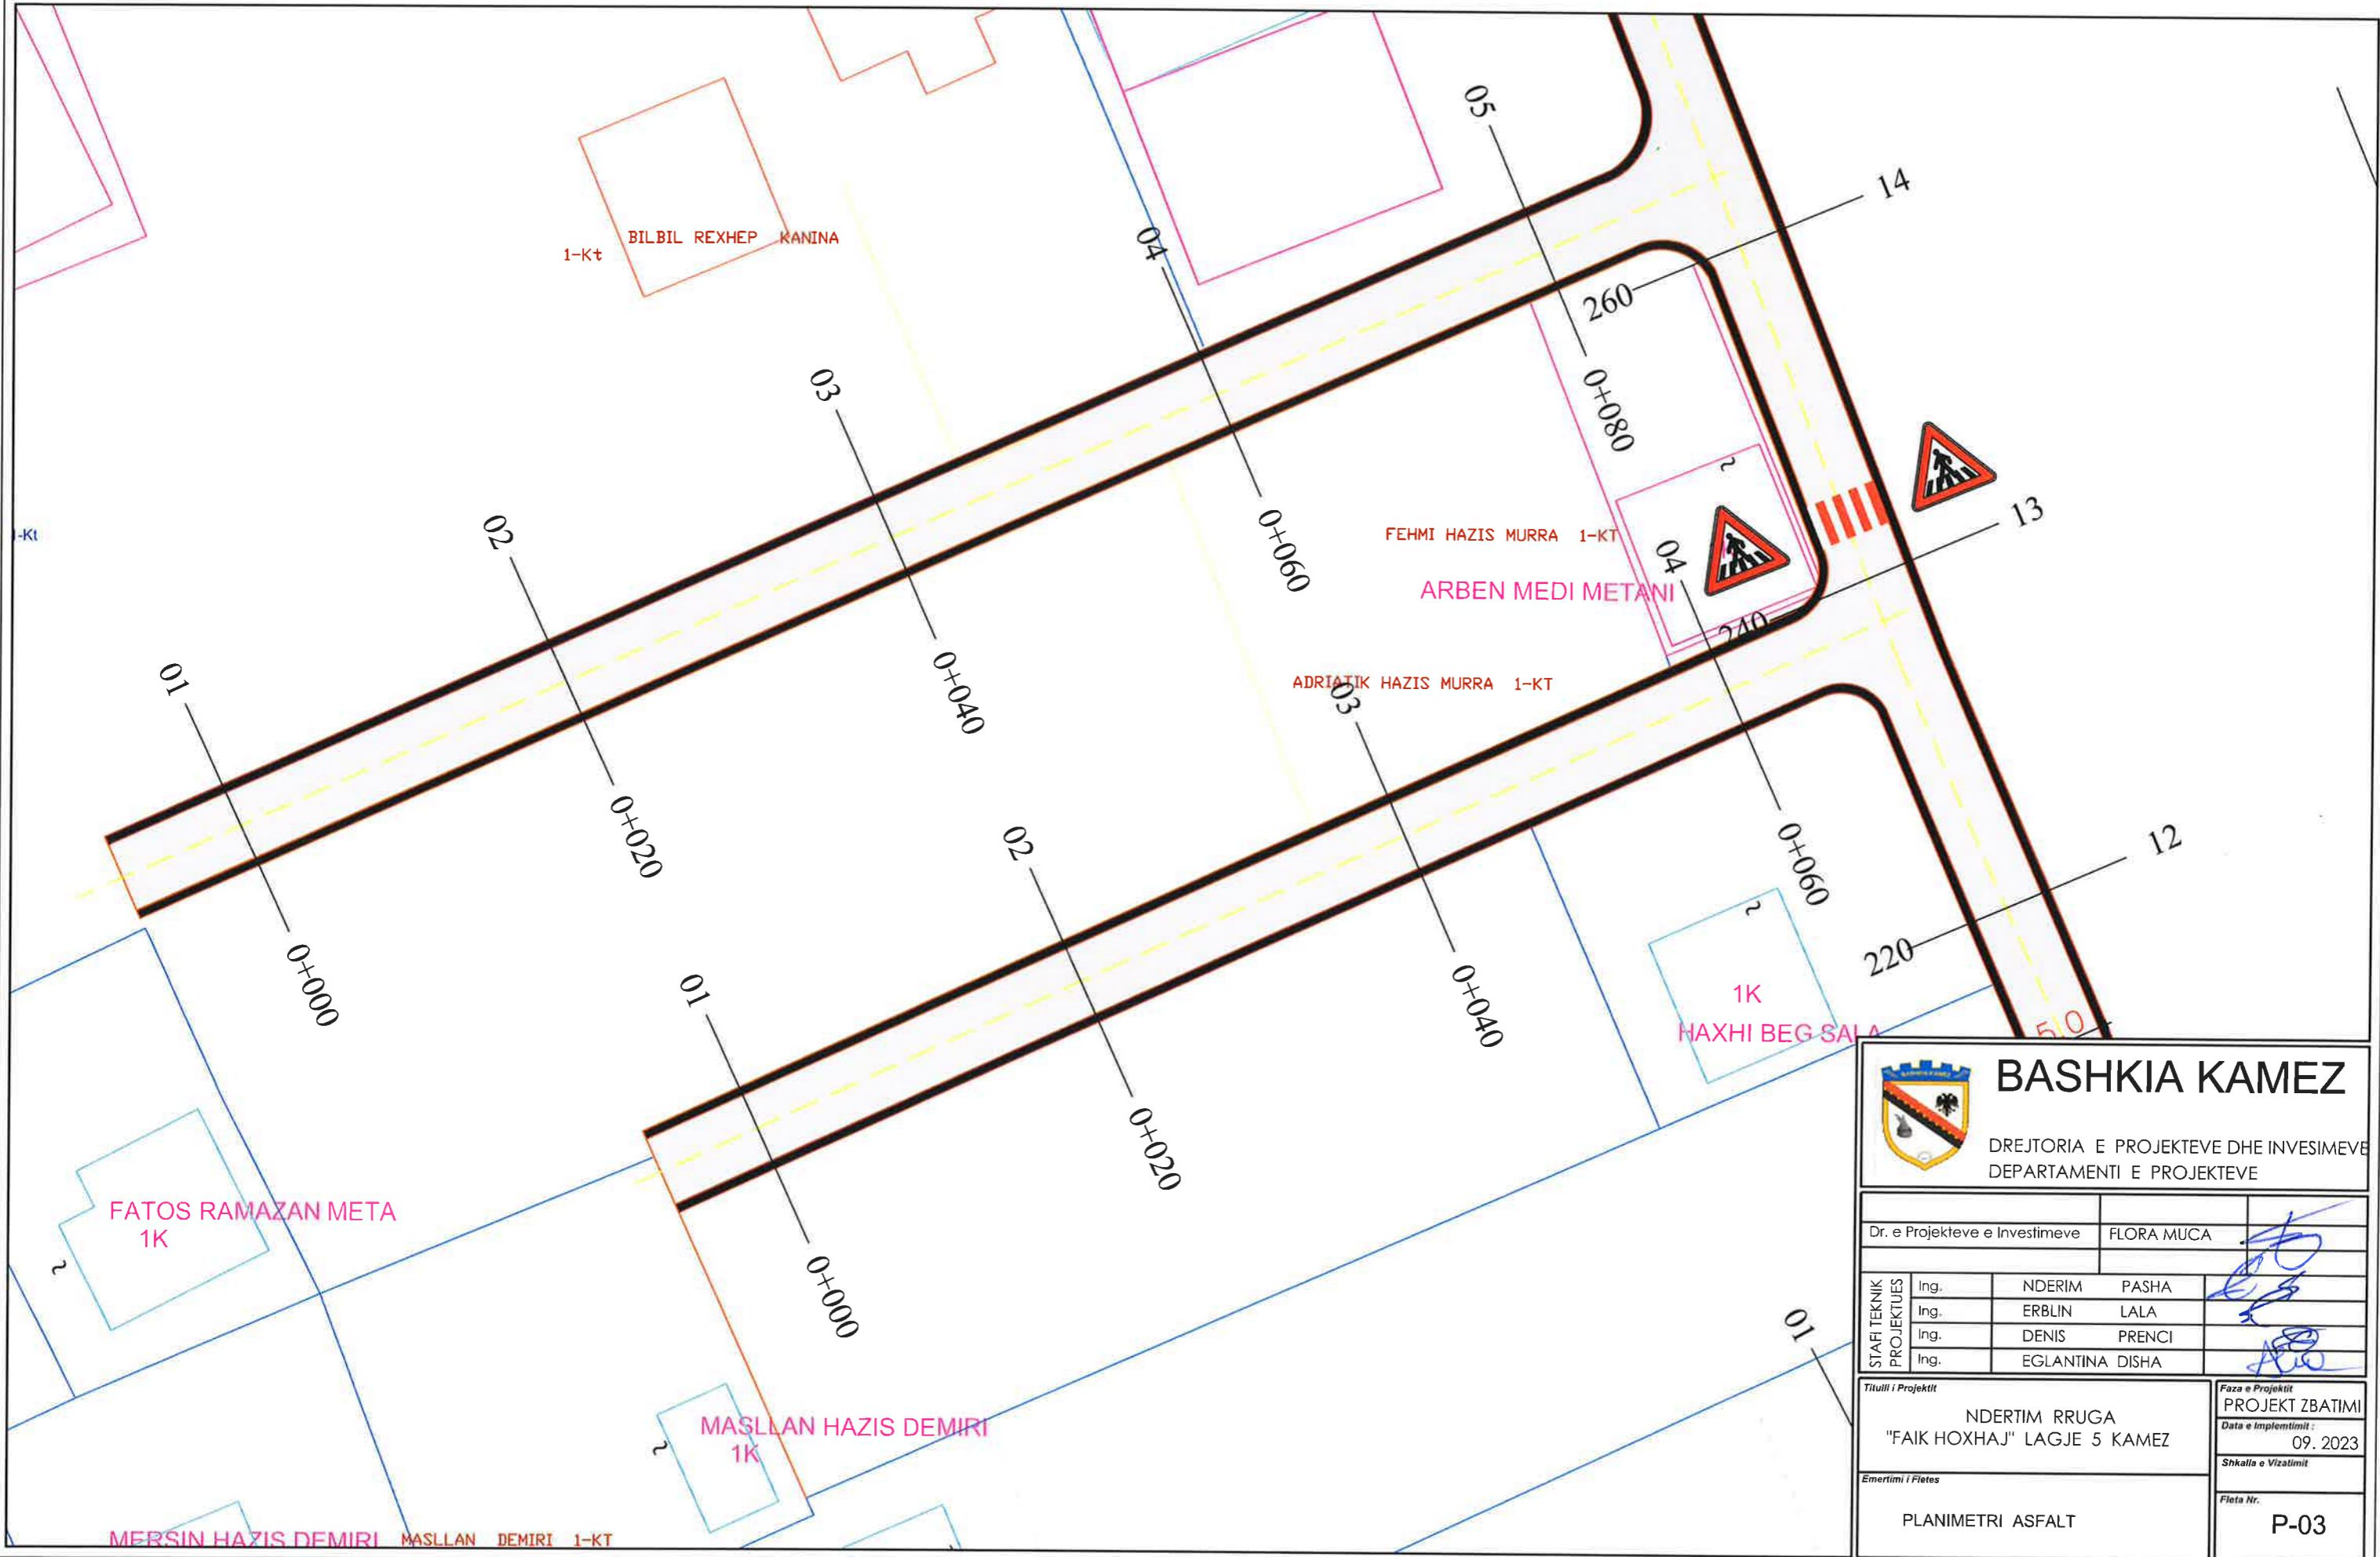 05
14
BILBIL REXHEP KANINA
1-Kt
04
260
03
0+080
13
-Kt
02
0+060
FEHMI HAZIS MURRA 1-KT
04
ARBEN MEDI METANI
240
01
0+040
ADRIATIK HAZIS MURRA 1-KT
03
0+020
02
0+060
12
220
0+000
01
0+040
1K
HAXHI BEG SALA
5.0
0+020
FATOS RAMAZAN META
1K
0+000
01
MASLLAN HAZIS DEMIRI
1K
MERSIN HAZIS DEMIRI
MASLLAN DEMIRI 1-KT
BASHKIA KAMEZ
DREJTORIA E PROJEKTEVE DHE INVESIMEVE
DEPARTAMENTI E PROJEKTEVE
Dr. e Projekteve e Investimeve FLORA MUCA
STAFI TEKNIK
PROJEKTUES
Ing. NDERIM PASHA
Ing. ERBLIN LALA
Ing. DENIS PRENCI
Ing. EGLANTINA DISHA
Titulli i Projektit
NDERTIM RRUGA
"FAIK HOXHAJ" LAGJE 5 KAMEZ
Faza e Projektit
PROJEKT ZBATIMI
Data e Implemtimit :
09. 2023
Shkalla e Vizatimit
Emertimi i Fletes
PLANIMETRI ASFALT
Fleta Nr.
P-03